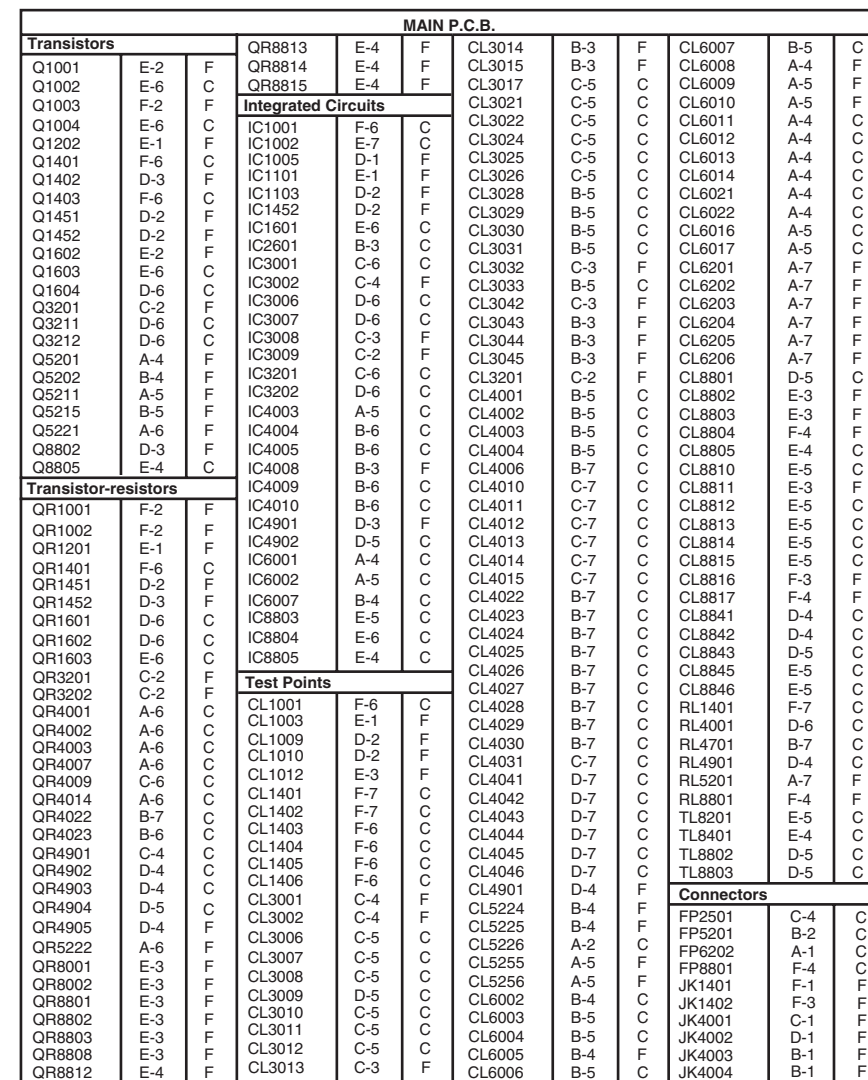 MAIN P.C.B.
Transistors
Q1001 E-2 F
Q1002 E-6 C
Q1003 F-2 F
Q1004 E-6 C
Q1202 E-1 F
Q1401 F-6 C
Q1402 D-3 F
Q1403 F-6 C
Q1451 D-2 F
Q1452 D-2 F
Q1602 E-2 F
Q1603 E-6 C
Q1604 D-6 C
Q3201 C-2 F
Q3211 D-6 C
Q3212 D-6 C
Q5201 A-4 F
Q5202 B-4 F
Q5211 A-5 F
Q5215 B-5 F
Q5221 A-6 F
Q8802 D-3 F
Q8805 E-4 C
Transistor-resistors
QR1001 F-2 F
QR1002 F-2 F
QR1201 E-1 F
QR1401 F-6 C
QR1451 D-2 F
QR1452 D-3 F
QR1601 D-6 C
QR1602 D-6 C
QR1603 E-6 C
QR3201 C-2 F
QR3202 C-2 F
QR4001 A-6 C
QR4002 A-6 C
QR4003 A-6 C
QR4007 A-6 C
QR4009 C-6 C
QR4014 A-6 C
QR4022 B-7 C
QR4023 B-6 C
QR4901 C-4 C
QR4902 D-4 C
QR4903 D-4 C
QR4904 D-5 C
QR4905 D-4 F
QR5222 A-6 F
QR8001 E-3 F
QR8002 E-3 F
QR8801 E-3 F
QR8802 E-3 F
QR8803 E-3 F
QR8808 E-3 F
QR8812 E-4 F
QR8813 E-4 F
QR8814 E-4 F
QR8815 E-4 F
Integrated Circuits
IC1001 F-6 C
IC1002 E-7 C
IC1005 D-1 F
IC1101 E-1 F
IC1103 D-2 F
IC1452 D-2 F
IC1601 E-6 C
IC2601 B-3 C
IC3001 C-6 C
IC3002 C-4 F
IC3006 D-6 C
IC3007 D-6 C
IC3008 C-3 F
IC3009 C-2 F
IC3201 C-6 C
IC3202 D-6 C
IC4003 A-5 C
IC4004 B-6 C
IC4005 B-6 C
IC4008 B-3 F
IC4009 B-6 C
IC4010 B-6 C
IC4901 D-3 F
IC4902 D-5 C
IC6001 A-4 C
IC6002 A-5 C
IC6007 B-4 C
IC8803 E-5 C
IC8804 E-6 C
IC8805 E-4 C
Test Points
CL1001 F-6 C
CL1003 E-1 F
CL1009 D-2 F
CL1010 D-2 F
CL1012 E-3 F
CL1401 F-7 C
CL1402 F-7 C
CL1403 F-6 C
CL1404 F-6 C
CL1405 F-6 C
CL1406 F-6 C
CL3001 C-4 F
CL3002 C-4 F
CL3006 C-5 C
CL3007 C-5 C
CL3008 C-5 C
CL3009 D-5 C
CL3010 C-5 C
CL3011 C-5 C
CL3012 C-5 C
CL3013 C-3 F
CL3014 B-3 F
CL3015 B-3 F
CL3017 C-5 C
CL3021 C-5 C
CL3022 C-5 C
CL3024 C-5 C
CL3025 C-5 C
CL3026 C-5 C
CL3028 B-5 C
CL3029 B-5 C
CL3030 B-5 C
CL3031 B-5 C
CL3032 C-3 F
CL3033 B-5 C
CL3042 C-3 F
CL3043 B-3 F
CL3044 B-3 F
CL3045 B-3 F
CL3201 C-2 F
CL4001 B-5 C
CL4002 B-5 C
CL4003 B-5 C
CL4004 B-5 C
CL4006 B-7 C
CL4010 C-7 C
CL4011 C-7 C
CL4012 C-7 C
CL4013 C-7 C
CL4014 C-7 C
CL4015 C-7 C
CL4022 B-7 C
CL4023 B-7 C
CL4024 B-7 C
CL4025 B-7 C
CL4026 B-7 C
CL4027 B-7 C
CL4028 B-7 C
CL4029 B-7 C
CL4030 B-7 C
CL4031 C-7 C
CL4041 D-7 C
CL4042 D-7 C
CL4043 D-7 C
CL4044 D-7 C
CL4045 D-7 C
CL4046 D-7 C
CL4901 D-4 F
CL5224 B-4 F
CL5225 B-4 F
CL5226 A-2 C
CL5255 A-5 F
CL5256 A-5 F
CL6002 B-4 C
CL6003 B-5 C
CL6004 B-5 C
CL6005 B-4 F
CL6006 B-5 C
CL6007 B-5 C
CL6008 A-4 F
CL6009 A-5 F
CL6010 A-5 F
CL6011 A-4 C
CL6012 A-4 C
CL6013 A-4 C
CL6014 A-4 C
CL6021 A-4 C
CL6022 A-4 C
CL6016 A-5 C
CL6017 A-5 C
CL6201 A-7 F
CL6202 A-7 F
CL6203 A-7 F
CL6204 A-7 F
CL6205 A-7 F
CL6206 A-7 F
CL8801 D-5 C
CL8802 E-3 F
CL8803 E-3 F
CL8804 F-4 F
CL8805 E-4 C
CL8810 E-5 C
CL8811 E-3 F
CL8812 E-5 C
CL8813 E-5 C
CL8814 E-5 C
CL8815 E-5 C
CL8816 F-3 F
CL8817 F-4 F
CL8841 D-4 C
CL8842 D-4 C
CL8843 D-5 C
CL8845 E-5 C
CL8846 E-5 C
RL1401 F-7 C
RL4001 D-6 C
RL4701 B-7 C
RL4901 D-4 C
RL5201 A-7 F
RL8801 F-4 F
TL8201 E-5 C
TL8401 E-4 C
TL8802 D-5 C
TL8803 D-5 C
Connectors
FP2501 C-4 C
FP5201 B-2 C
FP6202 A-1 C
FP8801 F-4 C
JK1401 F-1 F
JK1402 F-3 F
JK4001 C-1 F
JK4002 D-1 F
JK4003 B-1 F
JK4004 B-1 F